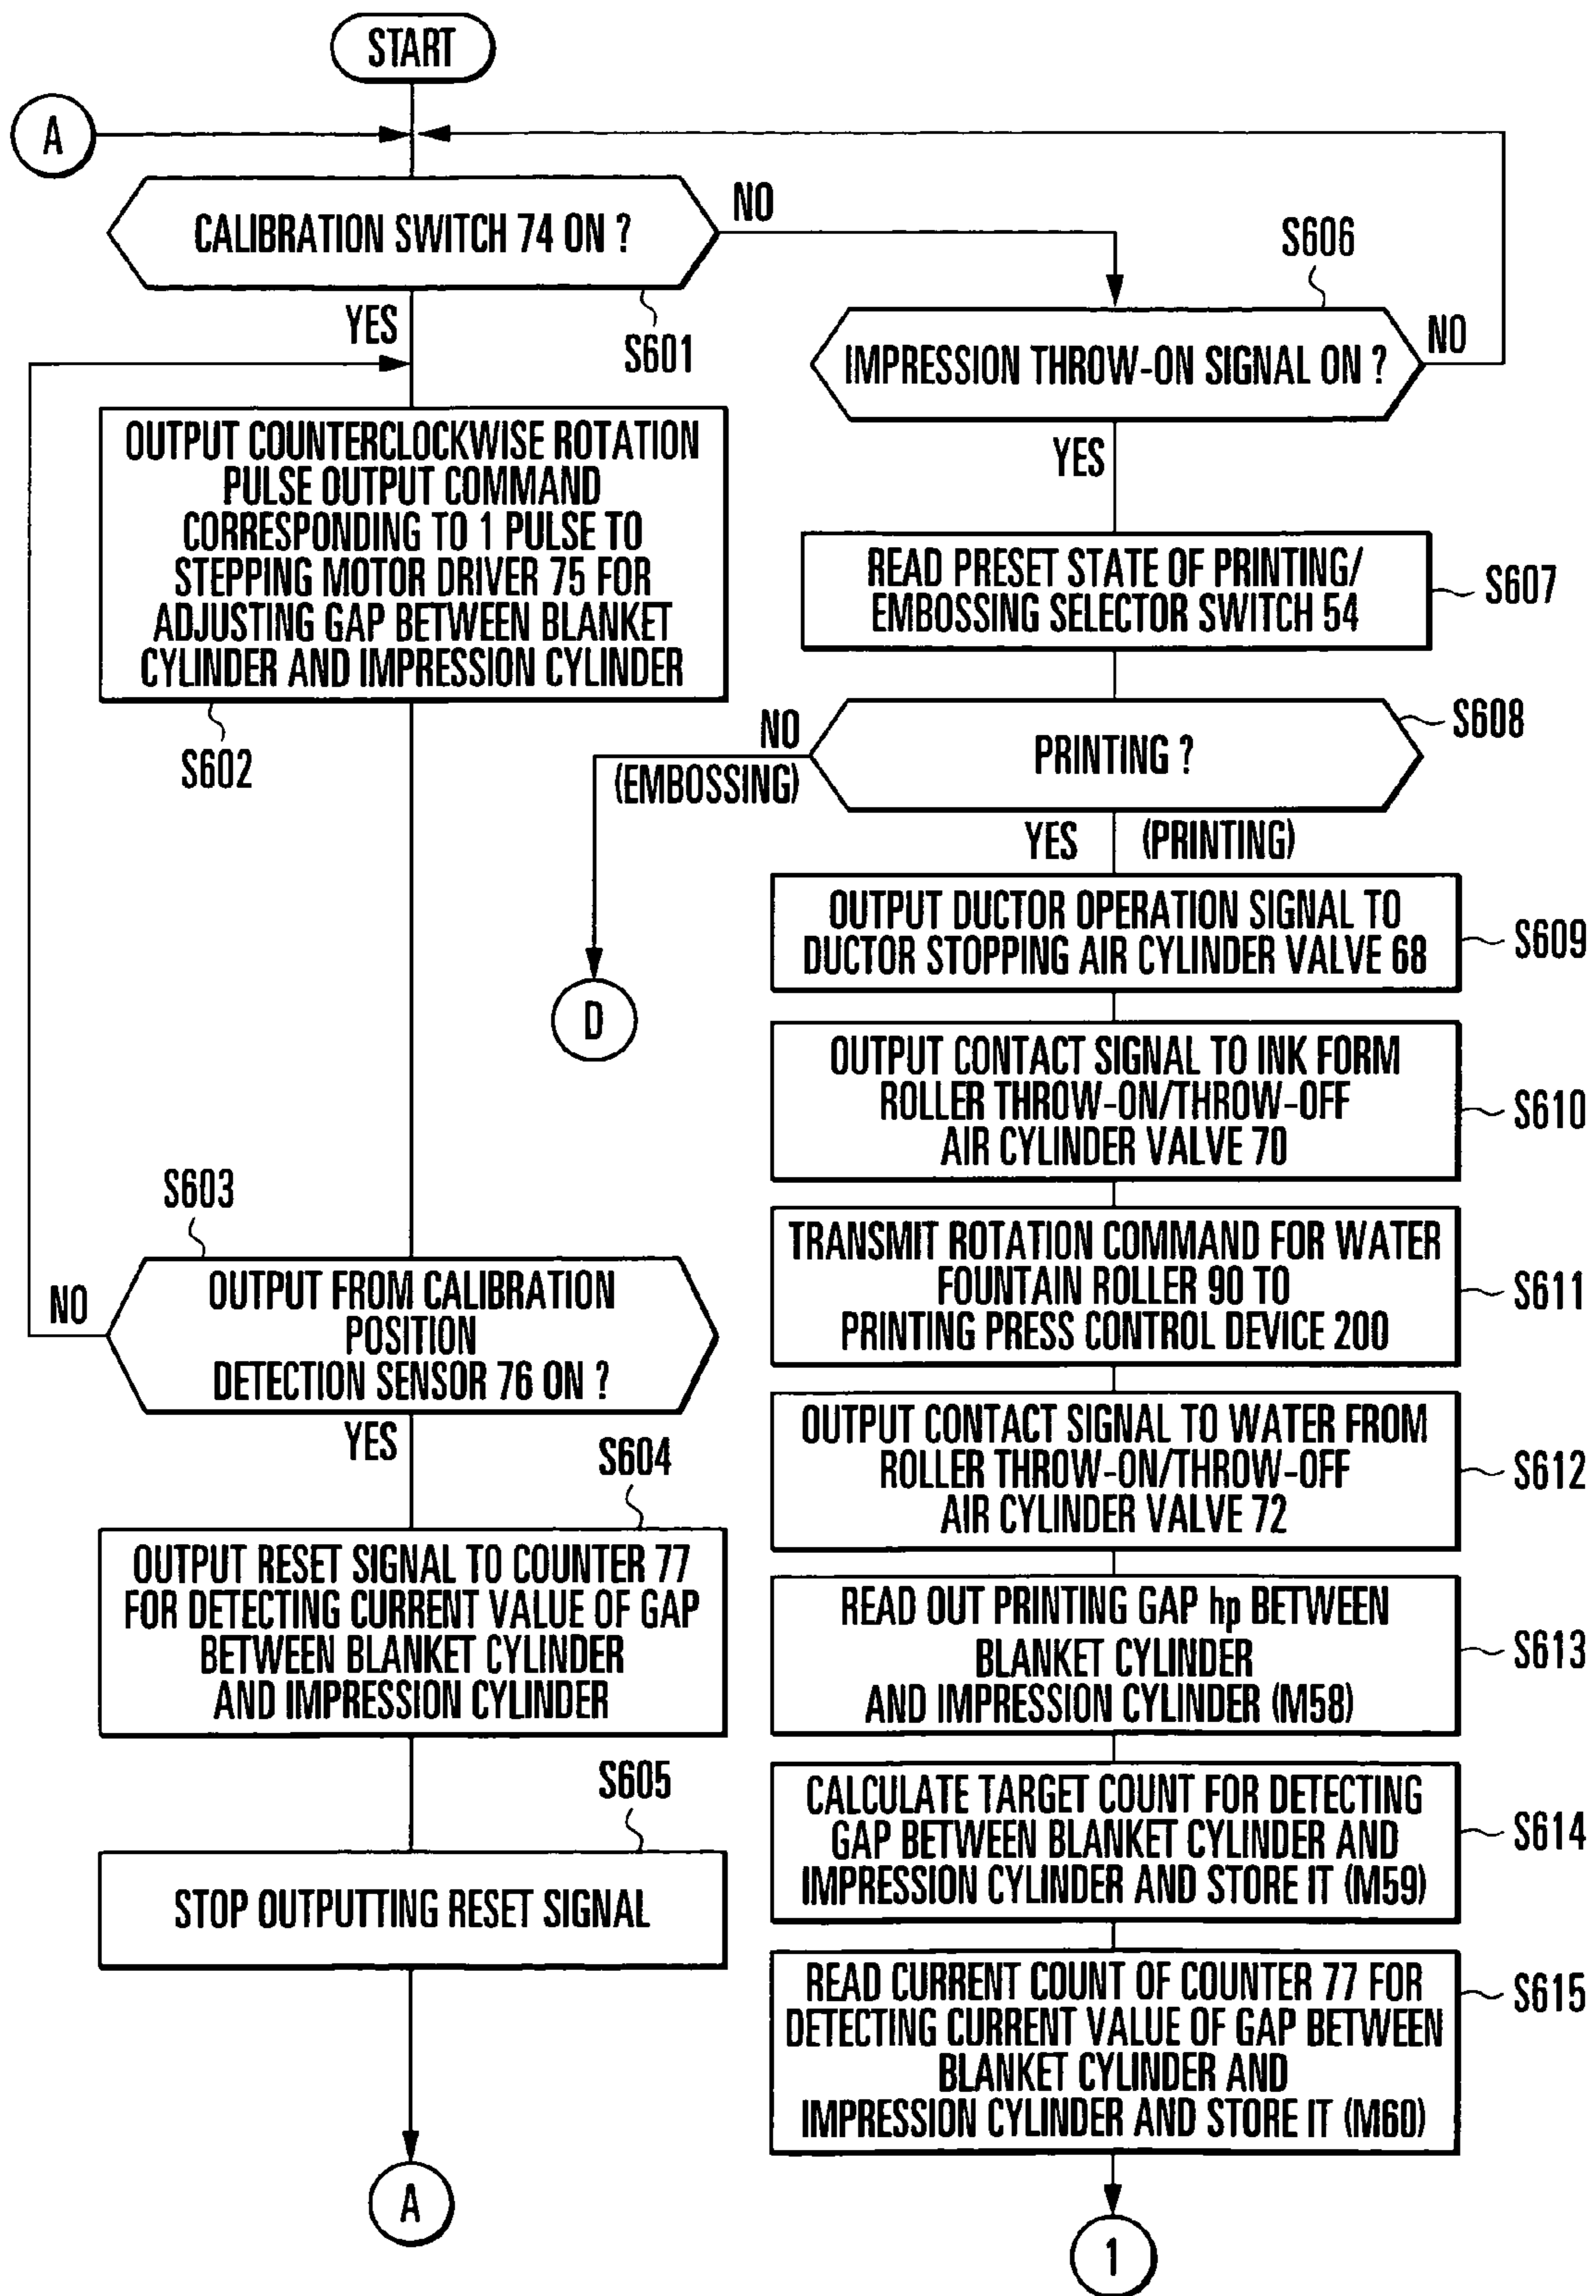 START
A
CALIBRATION SWITCH 74 ON ?
NO
YES
S601
S606
IMPRESSION THROW-ON SIGNAL ON ?
NO
YES
OUTPUT COUNTERCLOCKWISE ROTATION
PULSE OUTPUT COMMAND
CORRESPONDING TO 1 PULSE TO
STEPPING MOTOR DRIVER 75 FOR
ADJUSTING GAP BETWEEN BLANKET
CYLINDER AND IMPRESSION CYLINDER
S602
READ PRESET STATE OF PRINTING/
EMBOSSING SELECTOR SWITCH 54
S607
PRINTING ?
S608
NO
(EMBOSSING)
D
YES (PRINTING)
OUTPUT DUCTOR OPERATION SIGNAL TO
DUCTOR STOPPING AIR CYLINDER VALVE 68
S609
OUTPUT CONTACT SIGNAL TO INK FORM
ROLLER THROW-ON/THROW-OFF
AIR CYLINDER VALVE 70
S610
S603
OUTPUT FROM CALIBRATION
POSITION
DETECTION SENSOR 76 ON ?
NO
YES
TRANSMIT ROTATION COMMAND FOR WATER
FOUNTAIN ROLLER 90 TO
PRINTING PRESS CONTROL DEVICE 200
S611
OUTPUT CONTACT SIGNAL TO WATER FROM
ROLLER THROW-ON/THROW-OFF
AIR CYLINDER VALVE 72
S612
S604
OUTPUT RESET SIGNAL TO COUNTER 77
FOR DETECTING CURRENT VALUE OF GAP
BETWEEN BLANKET CYLINDER
AND IMPRESSION CYLINDER
READ OUT PRINTING GAP hp BETWEEN
BLANKET CYLINDER
AND IMPRESSION CYLINDER (M58)
S613
S605
STOP OUTPUTTING RESET SIGNAL
A
CALCULATE TARGET COUNT FOR DETECTING
GAP BETWEEN BLANKET CYLINDER AND
IMPRESSION CYLINDER AND STORE IT (M59)
S614
READ CURRENT COUNT OF COUNTER 77 FOR
DETECTING CURRENT VALUE OF GAP BETWEEN
BLANKET CYLINDER AND
IMPRESSION CYLINDER AND STORE IT (M60)
S615
1